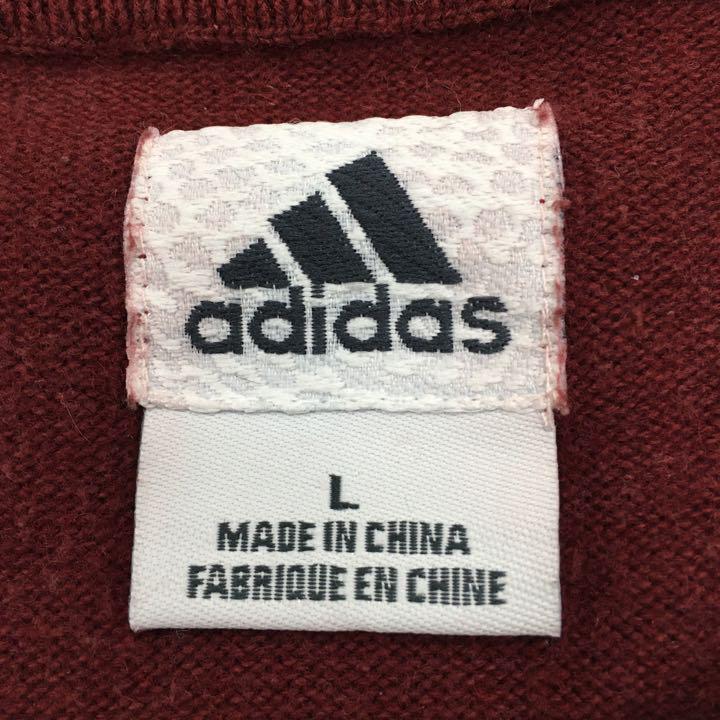 adidas
L
MADE IN CHINA
FABRIQUE EN CHINE